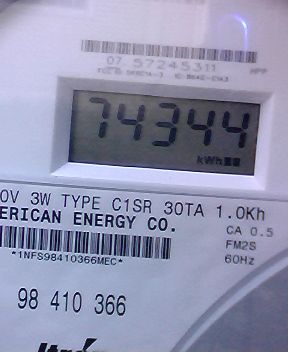 07 57245311
74344
kWh
0V 3W TYPE C1SR 30TA 1.0Kh
ERICAN ENERGY CO.
CA 0.5
FM2S
*1NFS98410366MEC*
60Hz
98 410 366
Itrón